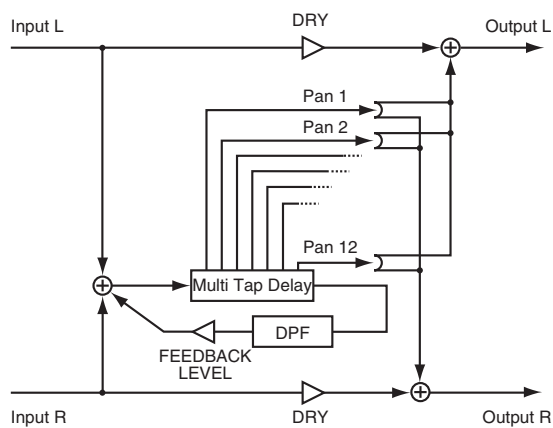 DRY
Input L
Output L
Pan 1
Pan 2
Pan 12
Multi Tap Delay
DPF
FEEDBACK
LEVEL
Input R
DRY
Output R